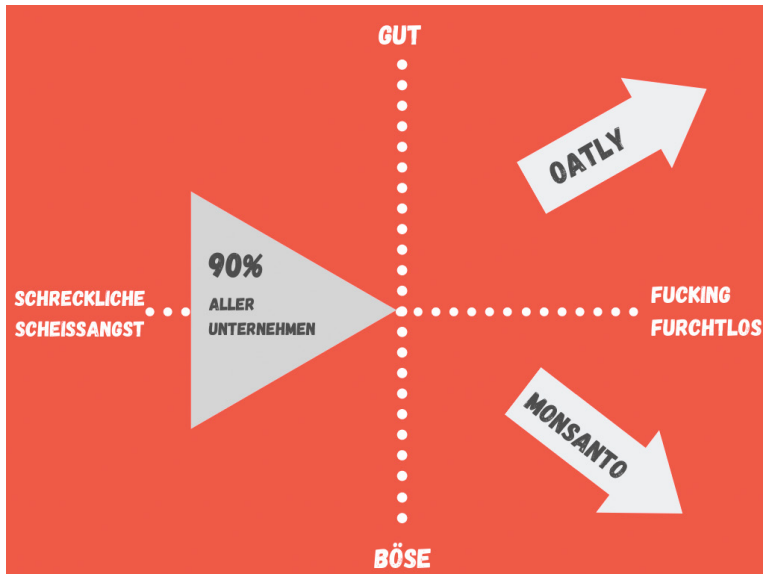 GUT
OATLY
90%
ALLER
UNTERNEHMEN
SCHRECKLICHE
SCHEISSANGST
FUCKING
FURCHTLOS
MONSANTO
BÖSE